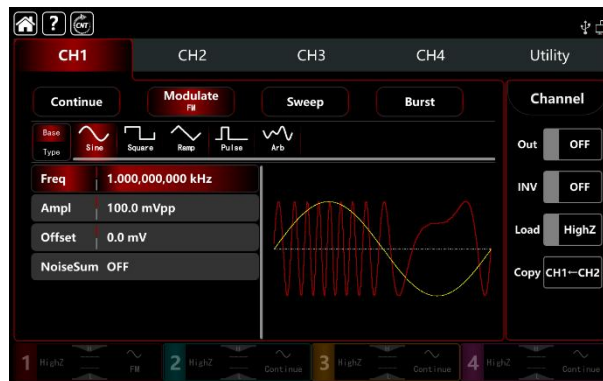 ? CNT
CH1 CH2 CH3 CH4 Utility
Continue Modulate FM Sweep Burst Channel
Base Type Sine Square Ramp Pulse Arb
Out OFF
Freq 1.000,000,000 kHz
INV OFF
Ampl 100.0 mVpp
Offset 0.0 mV
Load HighZ
NoiseSum OFF
Copy CH1←CH2
1 HighZ FM 2 HighZ Continue 3 HighZ Continue 4 HighZ Continue